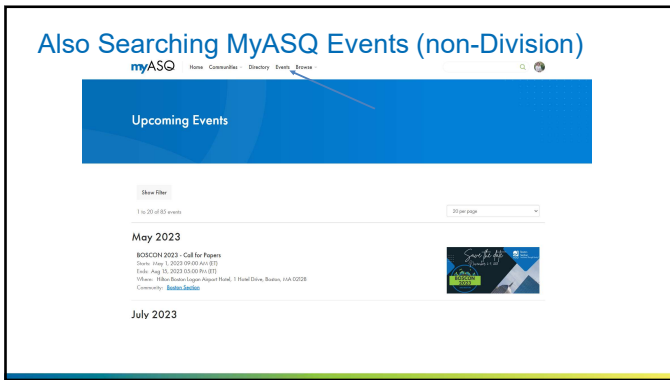 Also Searching MyASQ Events (non-Division)
myASQ Home Communities Directory Events Browse
Upcoming Events
Show Filter
1 to 20 of 85 events
20 per page
May 2023
BOSCON 2023 - Call for Papers
Starts: May 1, 2023 09:00 AM (ET)
Ends: Aug 15, 2023 05:00 PM (ET)
Where: Hilton Boston Logan Airport Hotel, 1 Hotel Drive, Boston, MA 02128
Community: Boston Section
Save the date
BOSCON
2023
July 2023